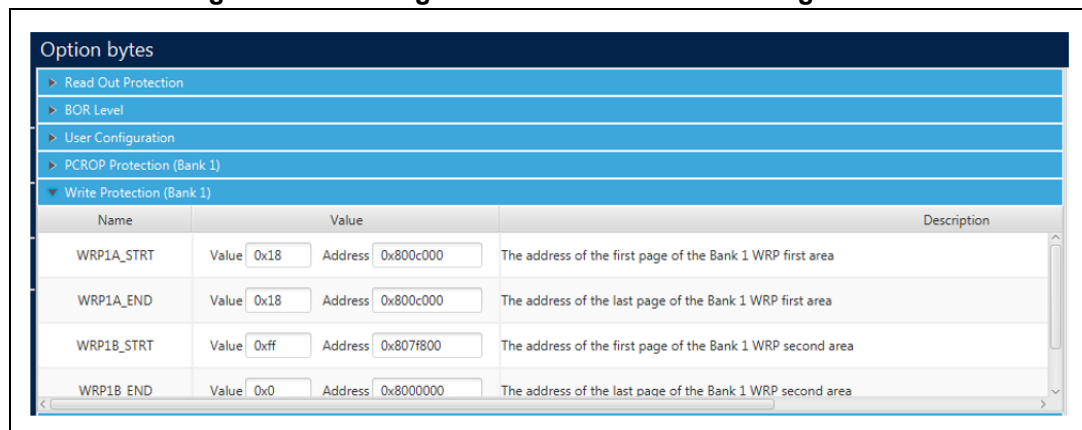 Option bytes
Read Out Protection
BOR Level
User Configuration
PCROP Protection (Bank 1)
Write Protection (Bank 1)
Name Value Description
WRP1A_STRT Value 0x18 Address 0x800c000 The address of the first page of the Bank 1 WRP first area
WRP1A_END Value 0x18 Address 0x800c000 The address of the last page of the Bank 1 WRP first area
WRP1B_STRT Value 0xff Address 0x807f800 The address of the first page of the Bank 1 WRP second area
WRP1B_END Value 0x0 Address 0x8000000 The address of the last page of the Bank 1 WRP second area